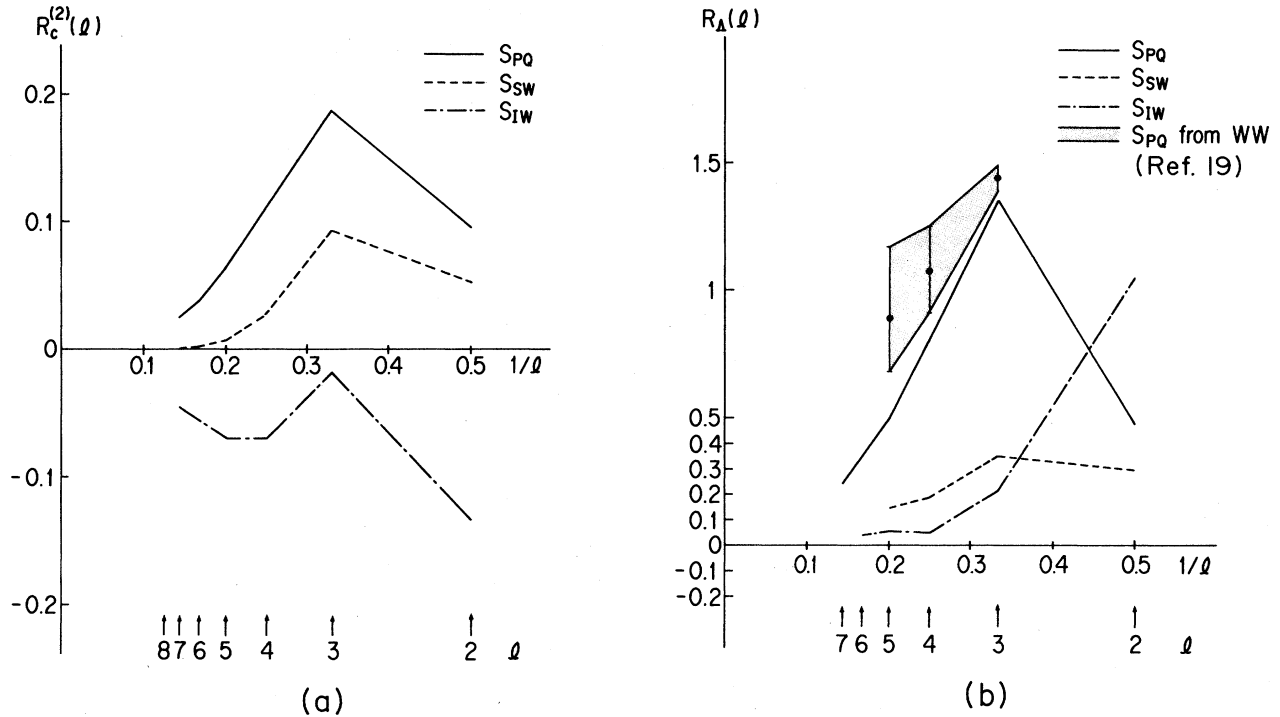 R_c^(2)(ℓ)
S_PQ
S_SW
S_IW
0.2
0.1
0
-0.1
-0.2
0.1 0.2 0.3 0.4 0.5 1/ℓ
8 7 6 5 4 3 2 ℓ
(a)
R_Λ(ℓ)
S_PQ
S_SW
S_IW
S_PQ from WW
(Ref. 19)
1.5
1
0.5
0.4
0.3
0.2
0.1
0
-0.1
-0.2
0.1 0.2 0.3 0.4 0.5 1/ℓ
7 6 5 4 3 2 ℓ
(b)